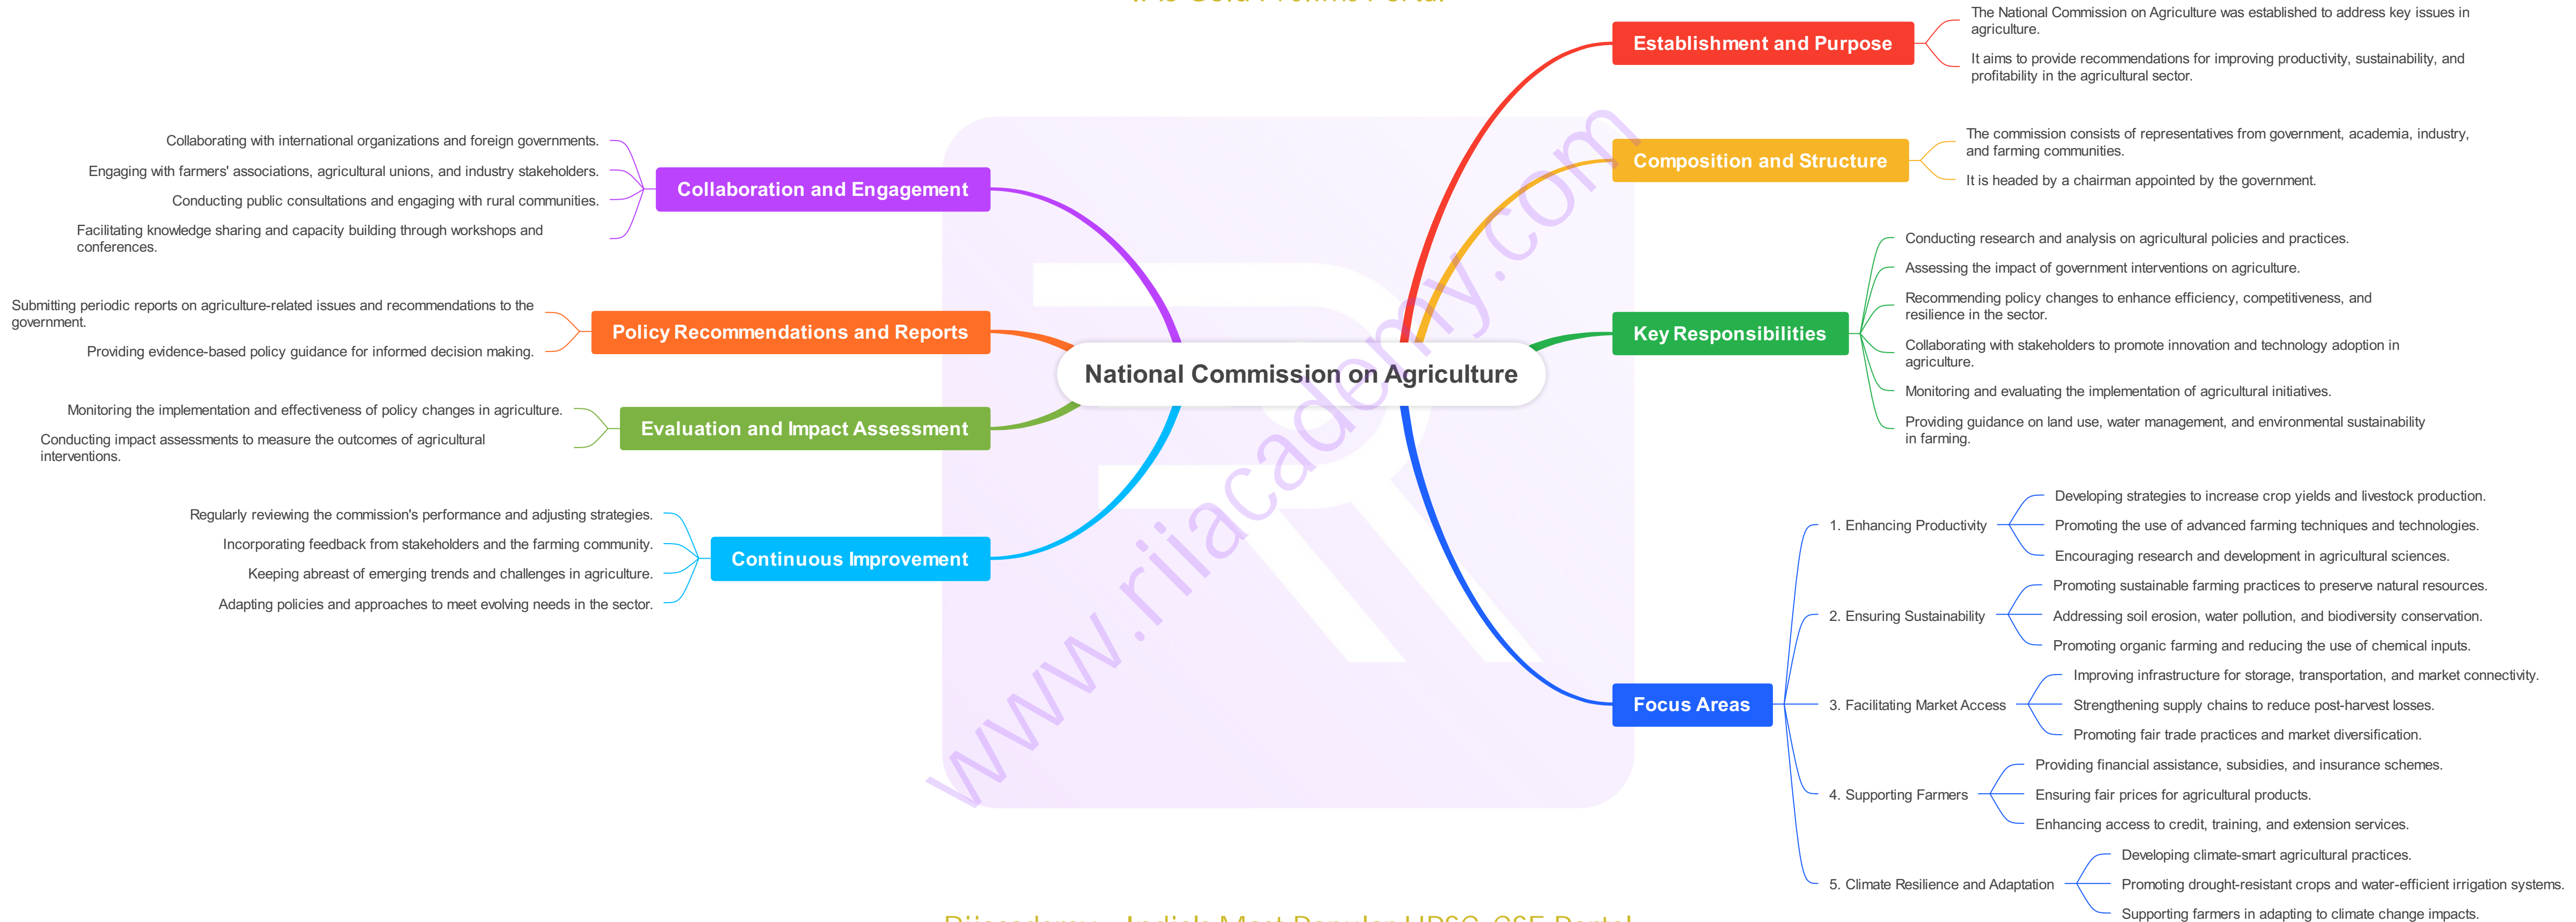 National Commission on Agriculture
Establishment and Purpose
The National Commission on Agriculture was established to address key issues in
agriculture.
It aims to provide recommendations for improving productivity, sustainability, and
profitability in the agricultural sector.
Composition and Structure
The commission consists of representatives from government, academia, industry,
and farming communities.
It is headed by a chairman appointed by the government.
Key Responsibilities
Conducting research and analysis on agricultural policies and practices.
Assessing the impact of government interventions on agriculture.
Recommending policy changes to enhance efficiency, competitiveness, and
resilience in the sector.
Collaborating with stakeholders to promote innovation and technology adoption in
agriculture.
Monitoring and evaluating the implementation of agricultural initiatives.
Providing guidance on land use, water management, and environmental sustainability
in farming.
Focus Areas
1. Enhancing Productivity
Developing strategies to increase crop yields and livestock production.
Promoting the use of advanced farming techniques and technologies.
Encouraging research and development in agricultural sciences.
2. Ensuring Sustainability
Promoting sustainable farming practices to preserve natural resources.
Addressing soil erosion, water pollution, and biodiversity conservation.
Promoting organic farming and reducing the use of chemical inputs.
3. Facilitating Market Access
Improving infrastructure for storage, transportation, and market connectivity.
Strengthening supply chains to reduce post-harvest losses.
Promoting fair trade practices and market diversification.
4. Supporting Farmers
Providing financial assistance, subsidies, and insurance schemes.
Ensuring fair prices for agricultural products.
Enhancing access to credit, training, and extension services.
5. Climate Resilience and Adaptation
Developing climate-smart agricultural practices.
Promoting drought-resistant crops and water-efficient irrigation systems.
Supporting farmers in adapting to climate change impacts.
Collaboration and Engagement
Collaborating with international organizations and foreign governments.
Engaging with farmers' associations, agricultural unions, and industry stakeholders.
Conducting public consultations and engaging with rural communities.
Facilitating knowledge sharing and capacity building through workshops and
conferences.
Policy Recommendations and Reports
Submitting periodic reports on agriculture-related issues and recommendations to the
government.
Providing evidence-based policy guidance for informed decision making.
Evaluation and Impact Assessment
Monitoring the implementation and effectiveness of policy changes in agriculture.
Conducting impact assessments to measure the outcomes of agricultural
interventions.
Continuous Improvement
Regularly reviewing the commission's performance and adjusting strategies.
Incorporating feedback from stakeholders and the farming community.
Keeping abreast of emerging trends and challenges in agriculture.
Adapting policies and approaches to meet evolving needs in the sector.
www.rijiacademy.com
India's Most Popular UPSC-CSE Portal